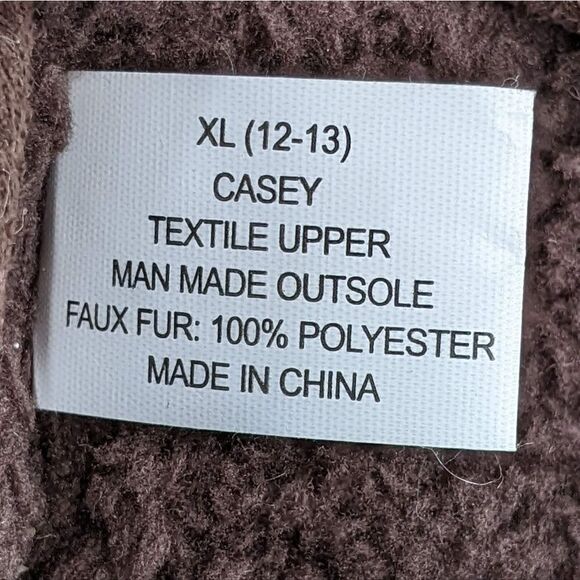 XL (12-13)
CASEY
TEXTILE UPPER
MAN MADE OUTSOLE
FAUX FUR: 100% POLYESTER
MADE IN CHINA